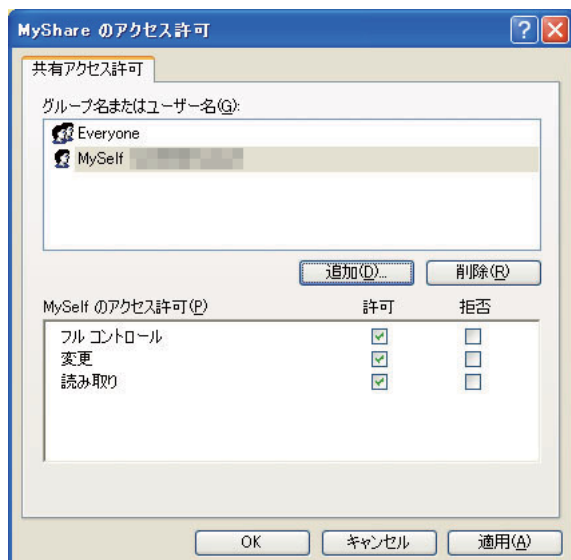 MyShare のアクセス許可
共有アクセス許可
グループ名またはユーザー名(G):
Everyone
MySelf
追加(D)... 削除(R)
MySelf のアクセス許可(P) 許可 拒否
フル コントロール
変更
読み取り
OK キャンセル 適用(A)